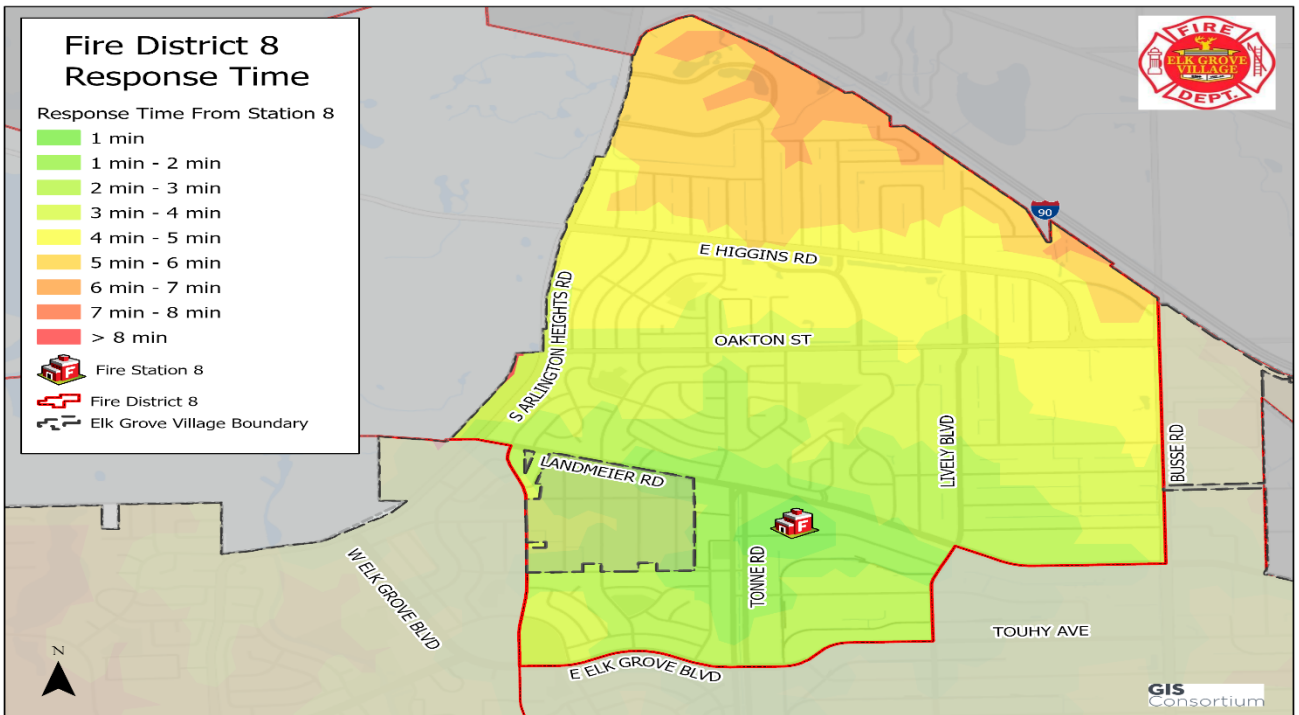 Fire District 8
Response Time
Response Time From Station 8
1 min
1 min - 2 min
2 min - 3 min
3 min - 4 min
4 min - 5 min
5 min - 6 min
6 min - 7 min
7 min - 8 min
> 8 min
F
Fire Station 8
Fire District 8
Elk Grove Village Boundary
FIRE
ELK GROVE
VILLAGE
DEPT.
90
E HIGGINS RD
S ARLINGTON HEIGHTS RD
OAKTON ST
LIVELY BLVD
BUSSE RD
LANDMEIER RD
F
TONNE RD
W ELK GROVE BLVD
TOUHY AVE
E ELK GROVE BLVD
N
GIS
Consortium